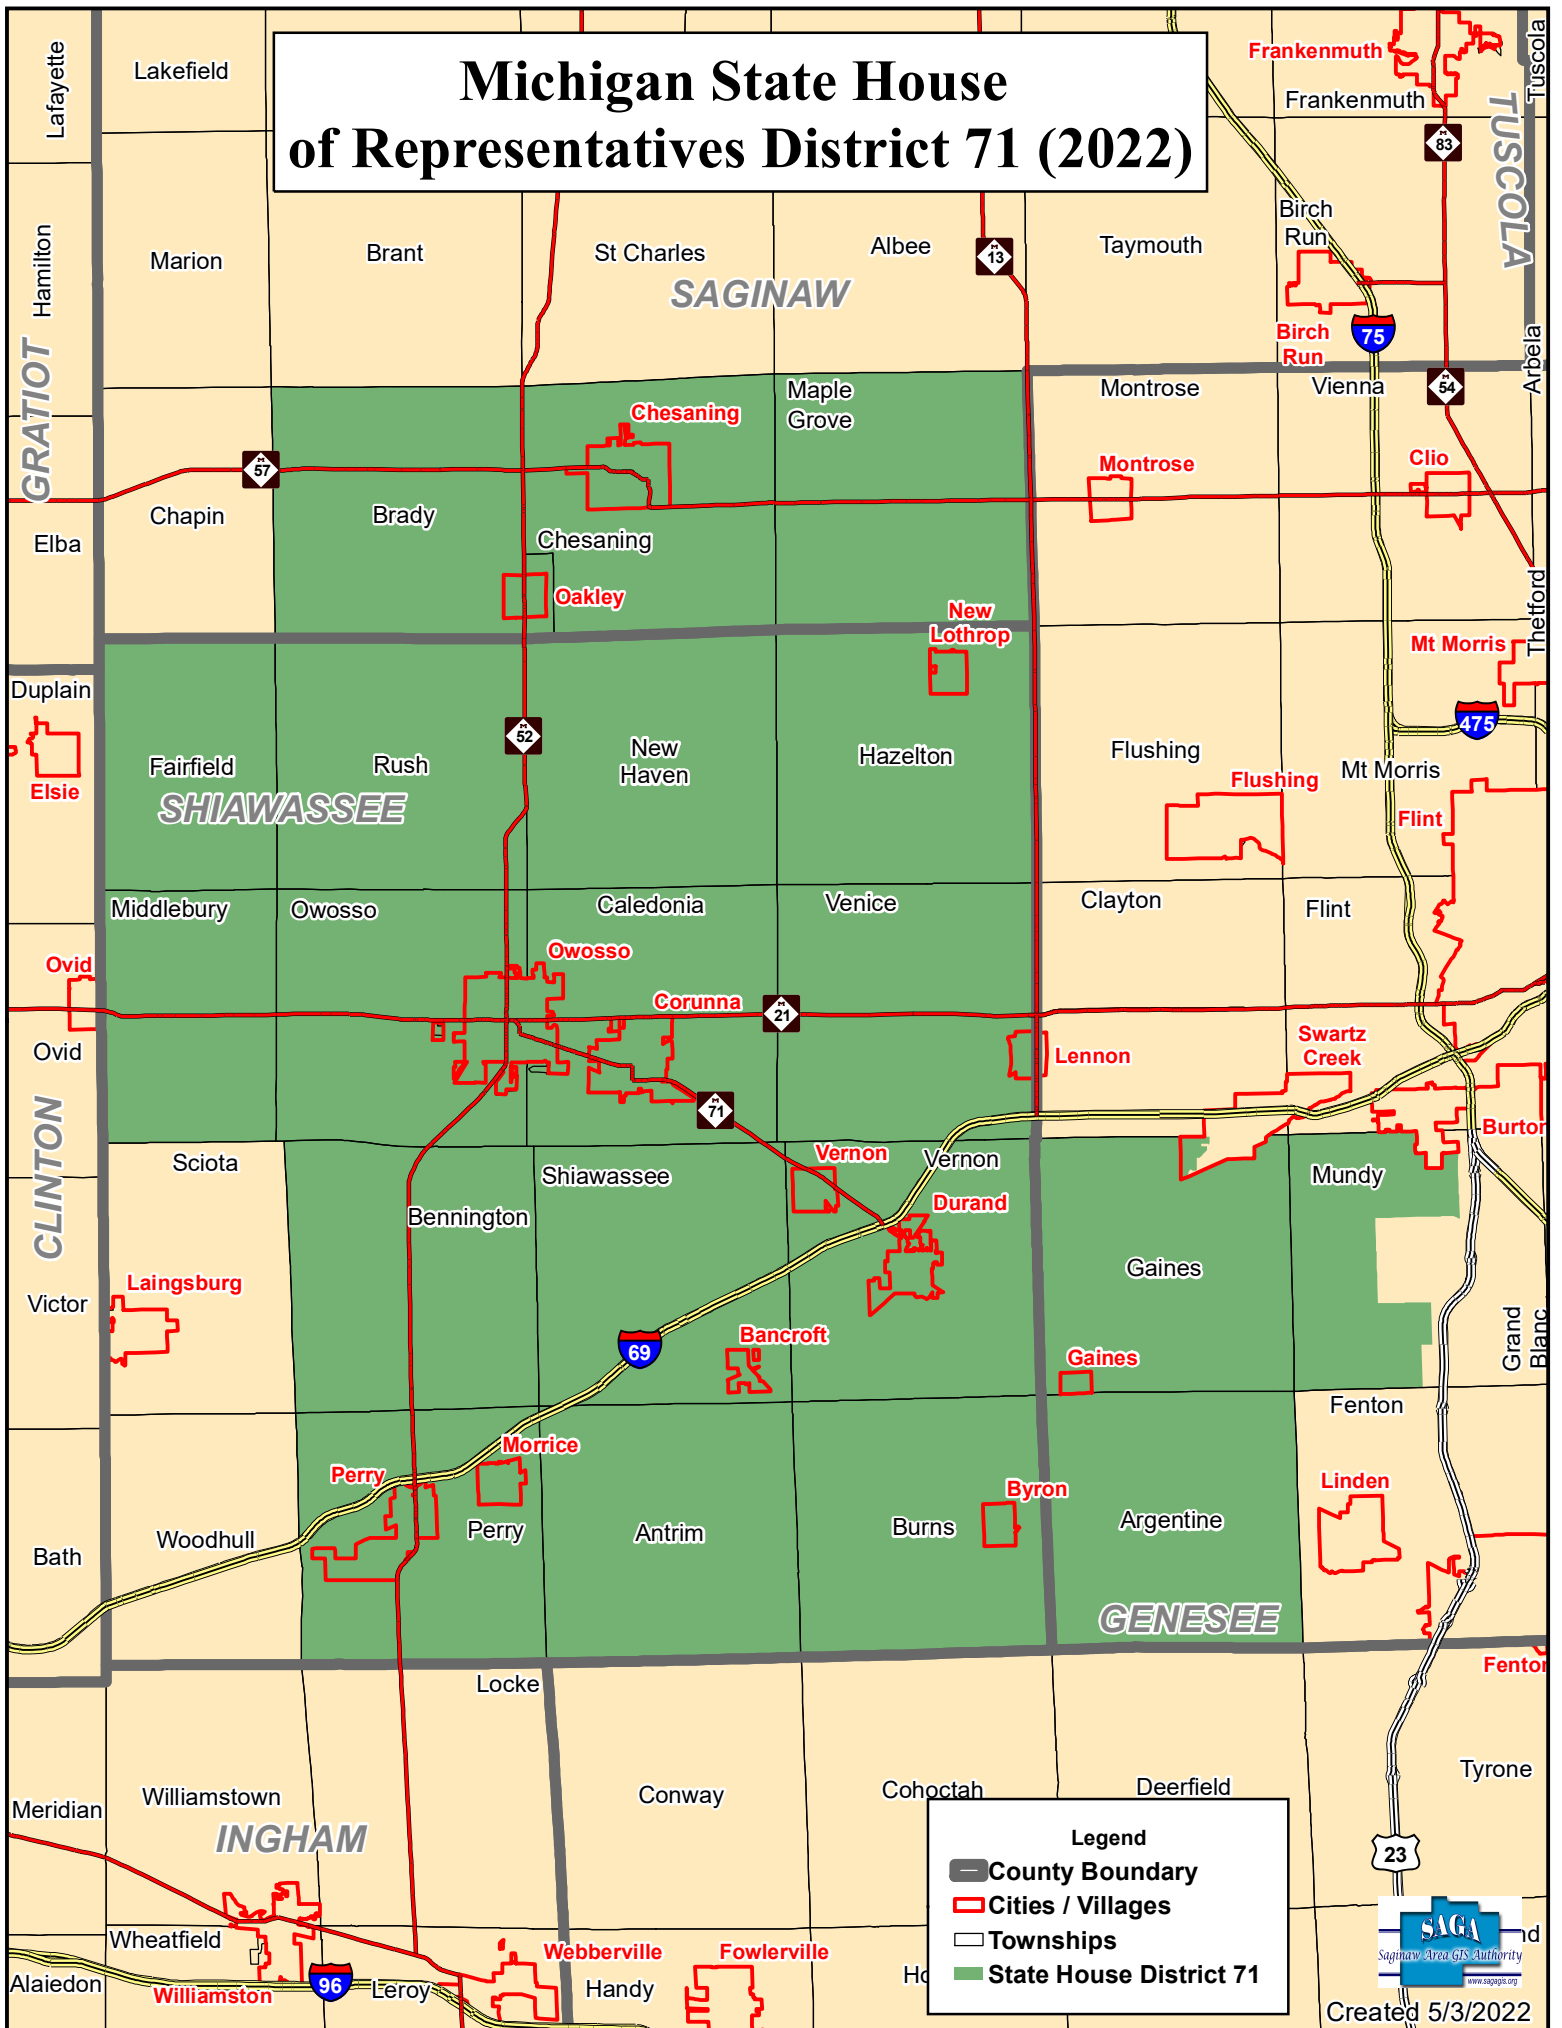 Michigan State House
of Representatives District 71 (2022)
Lafayette
Lakefield
Frankenmuth
Frankenmuth
Tuscola
TUSCOLA
M
83
Hamilton
Marion
Brant
St Charles
Albee
M
13
Taymouth
Birch
Run
SAGINAW
Birch
Run
75
Arbela
GRATIOT
Maple
Grove
Montrose
Vienna
M
54
Chesaning
M
57
Montrose
Clio
Elba
Chapin
Brady
Chesaning
Oakley
New
Lothrop
Thetford
Mt Morris
Duplain
M
52
475
Fairfield
Rush
New
Haven
Hazelton
Flushing
Mt Morris
Elsie
SHIAWASSEE
Flushing
Flint
Middlebury
Owosso
Caledonia
Venice
Clayton
Flint
Ovid
Owosso
Corunna
M
21
Ovid
Lennon
Swartz
Creek
M
71
Burton
CLINTON
Sciota
Shiawassee
Vernon
Vernon
Mundy
Bennington
Durand
Gaines
Victor
Laingsburg
69
Bancroft
Gaines
Grand
Blanc
Fenton
Morrice
Perry
Byron
Linden
Bath
Woodhull
Perry
Antrim
Burns
Argentine
GENESEE
Fenton
Locke
Tyrone
Meridian
Williamstown
Conway
Cohoctah
Deerfield
INGHAM
Legend
County Boundary
Cities / Villages
Townships
State House District 71
23
Wheatfield
Webberville
Fowlerville
Alaiedon
Williamston
96
Leroy
Handy
SAGA
Saginaw Area GIS Authority
www.sagagis.org
Created 5/3/2022